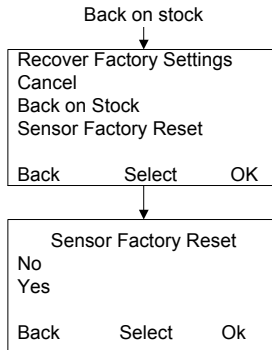 Back on stock
Recover Factory Settings
Cancel
Back on Stock
Sensor Factory Reset
Back Select OK
Sensor Factory Reset
No
Yes
Back Select Ok